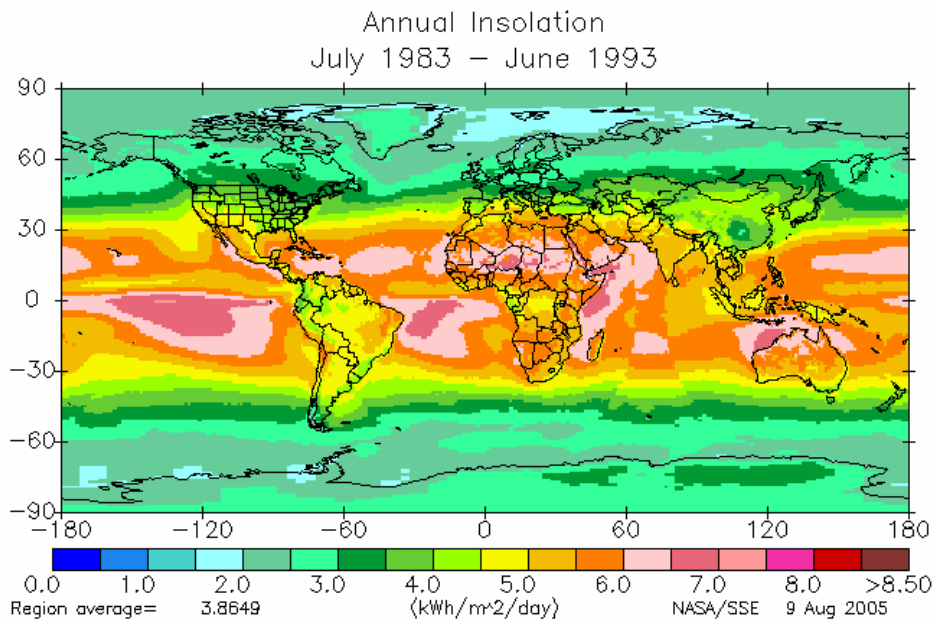 Annual Insolation
July 1983 – June 1993
90
60
30
0
−30
−60
−90
−180 −120 −60 0 60 120 180
0.0 1.0 2.0 3.0 4.0 5.0 6.0 7.0 8.0 >8.50
Region average= 3.8649 (kWh/m^2/day) NASA/SSE 9 Aug 2005